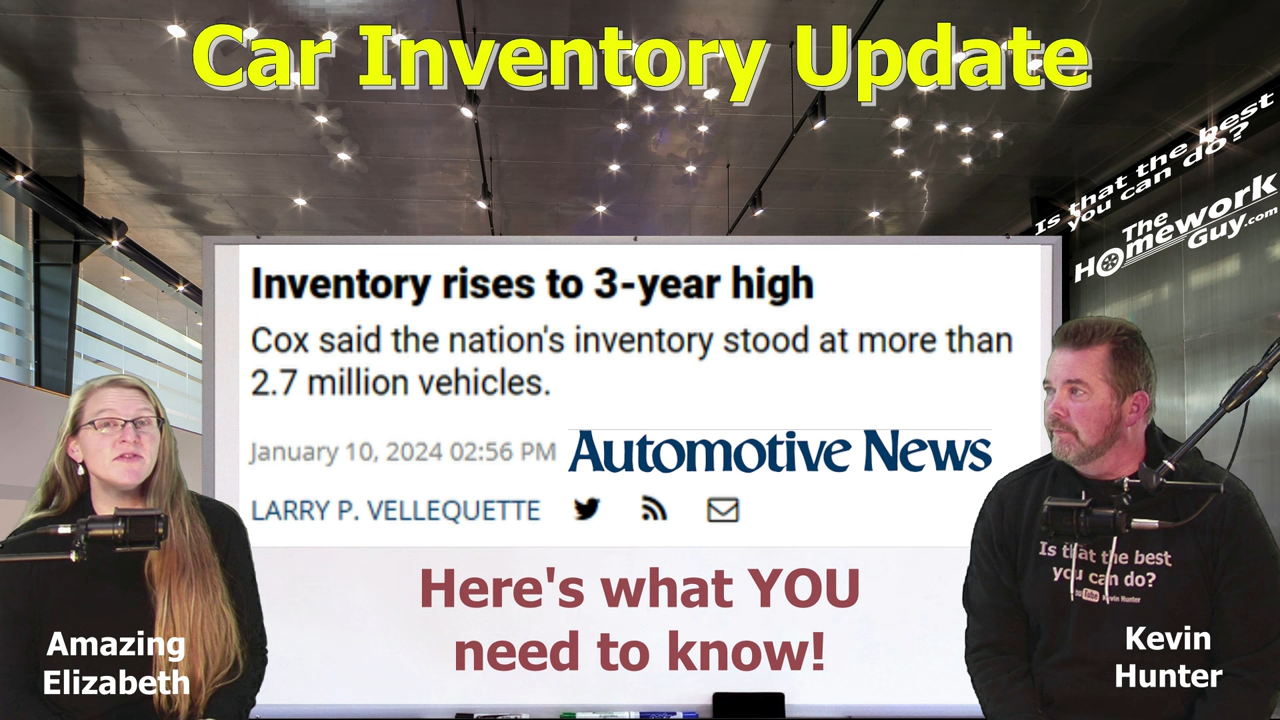 Car Inventory Update
Is that the best
you can do?
The
Homework
Guy.com
Inventory rises to 3-year high
Cox said the nation's inventory stood at more than
2.7 million vehicles.
January 10, 2024 02:56 PM
Automotive News
LARRY P. VELLEQUETTE
Here's what YOU
need to know!
Amazing
Elizabeth
Is that the best
you can do?
Kevin Hunter
Kevin
Hunter